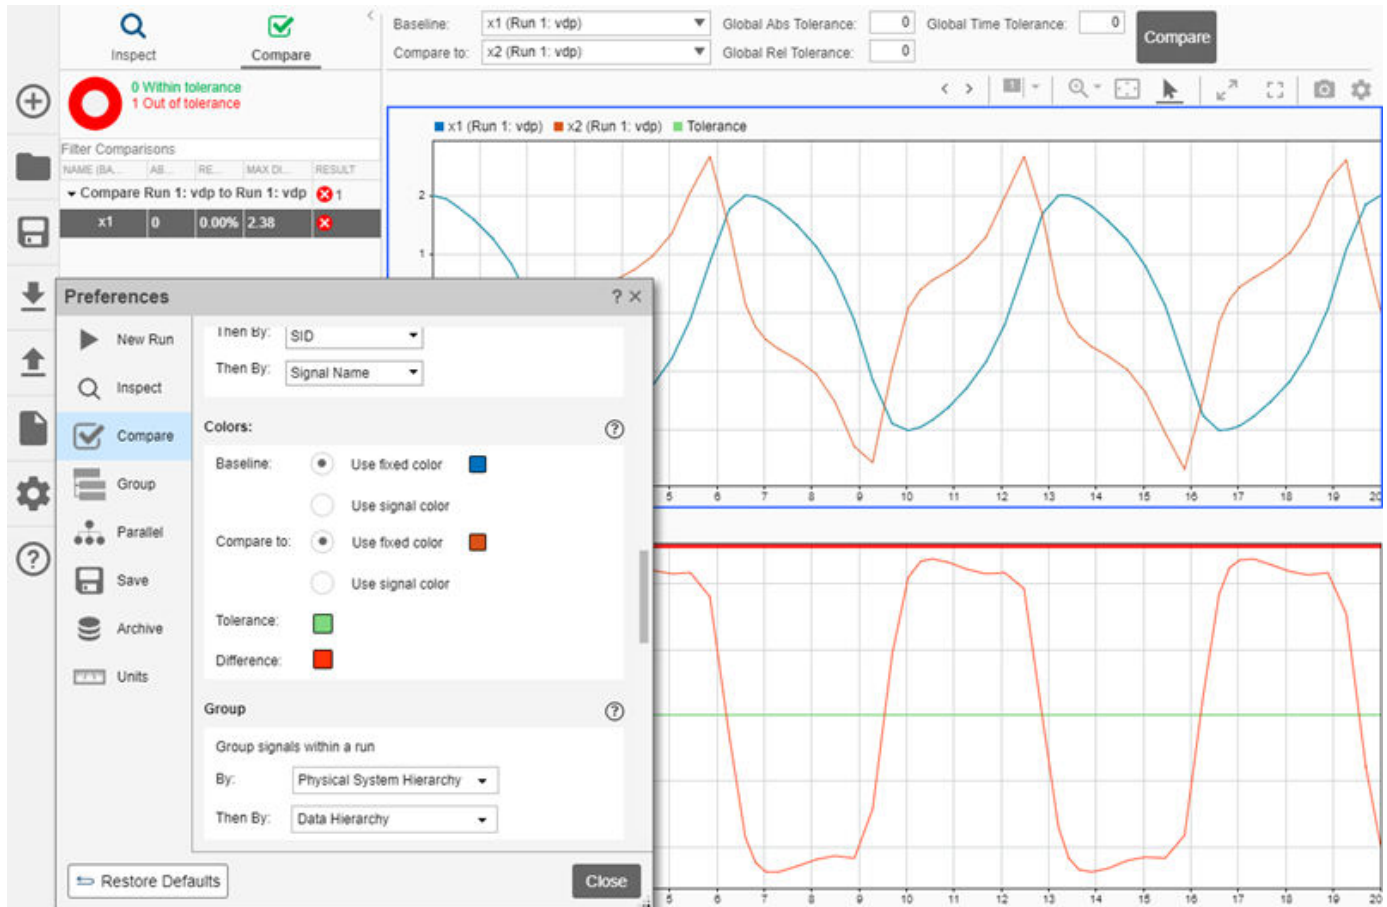 Inspect
Compare
0 Within tolerance
1 Out of tolerance
Filter Comparisons
NAME (BA... AB... RE... MAX DI... RESULT
Compare Run 1: vdp to Run 1: vdp 1
x1 0 0.00% 2.38
Baseline: x1 (Run 1: vdp) Global Abs Tolerance: 0 Global Time Tolerance: 0
Compare to: x2 (Run 1: vdp) Global Rel Tolerance: 0
Compare
x1 (Run 1: vdp) x2 (Run 1: vdp) Tolerance
2
1
5 6 7 8 9 10 11 12 13 14 15 16 17 18 19 20
Preferences ?
New Run
Inspect
Compare
Group
Parallel
Save
Archive
Units
Then By: SID
Then By: Signal Name
Colors: ?
Baseline: Use fixed color
Use signal color
Compare to: Use fixed color
Use signal color
Tolerance:
Difference:
Group ?
Group signals within a run
By: Physical System Hierarchy
Then By: Data Hierarchy
Restore Defaults
Close
5 6 7 8 9 10 11 12 13 14 15 16 17 18 19 20